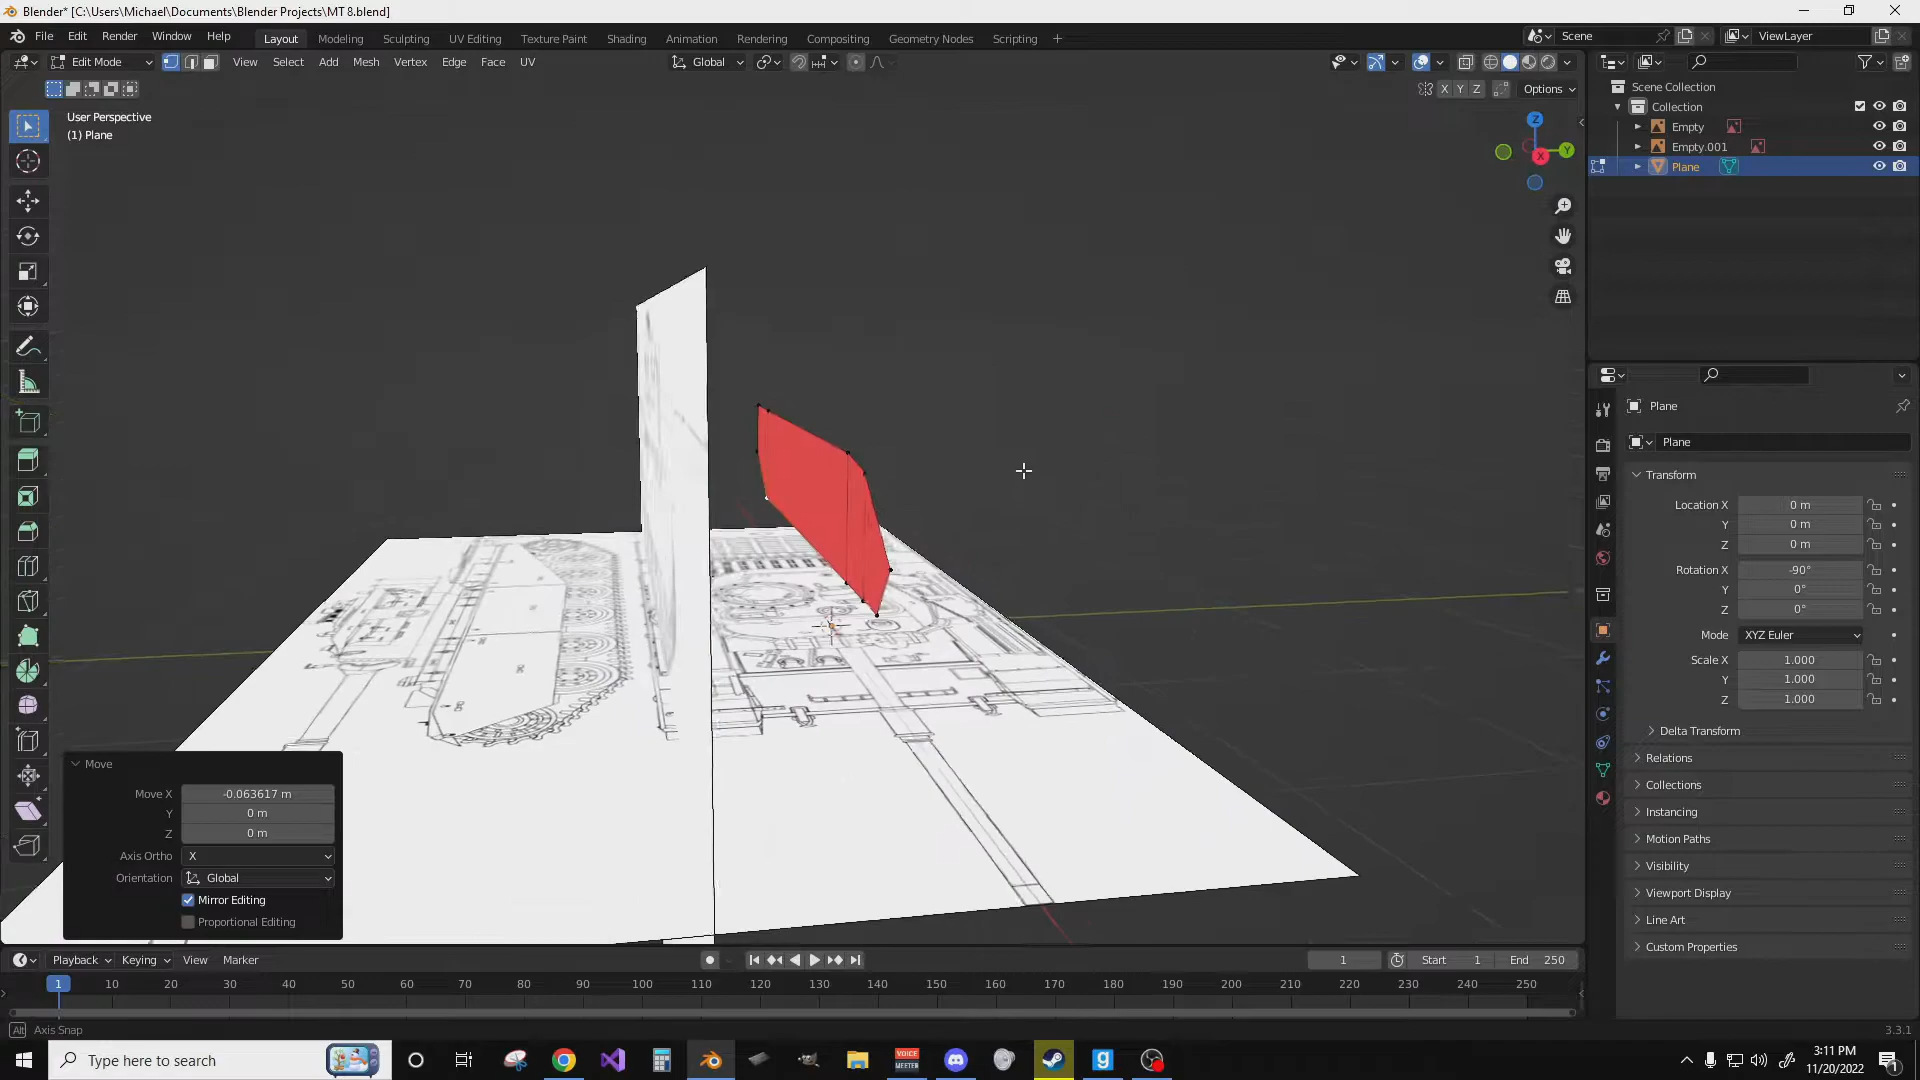 Blender* [C:\Users\Michael\Documents\Blender Projects\MT 8.blend]
File Edit Render Window Help
Layout Modeling Sculpting UV Editing Texture Paint Shading Animation Rendering Compositing Geometry Nodes Scripting +
Scene
ViewLayer
Edit Mode
View Select Add Mesh Vertex Edge Face UV
Global
X Y Z
Options
User Perspective
(1) Plane
Z
Y
X
Scene Collection
Collection
Empty
Empty.001
Plane
Plane
Plane
Transform
Location X 0 m
Y 0 m
Z 0 m
Rotation X -90°
Y 0°
Z 0°
Mode XYZ Euler
Scale X 1.000
Y 1.000
Z 1.000
Delta Transform
Relations
Collections
Instancing
Motion Paths
Visibility
Viewport Display
Line Art
Custom Properties
Move
Move X -0.063617 m
Y 0 m
Z 0 m
Axis Ortho X
Orientation Global
Mirror Editing
Proportional Editing
Playback Keying View Marker
1
Start 1
End 250
1 10 20 30 40 50 60 70 80 90 100 110 120 130 140 150 160 170 180 190 200 210 220 230 240 250
Alt Axis Snap
3.3.1
Type here to search
VOICE
MEETER
3:11 PM
11/20/2022
1